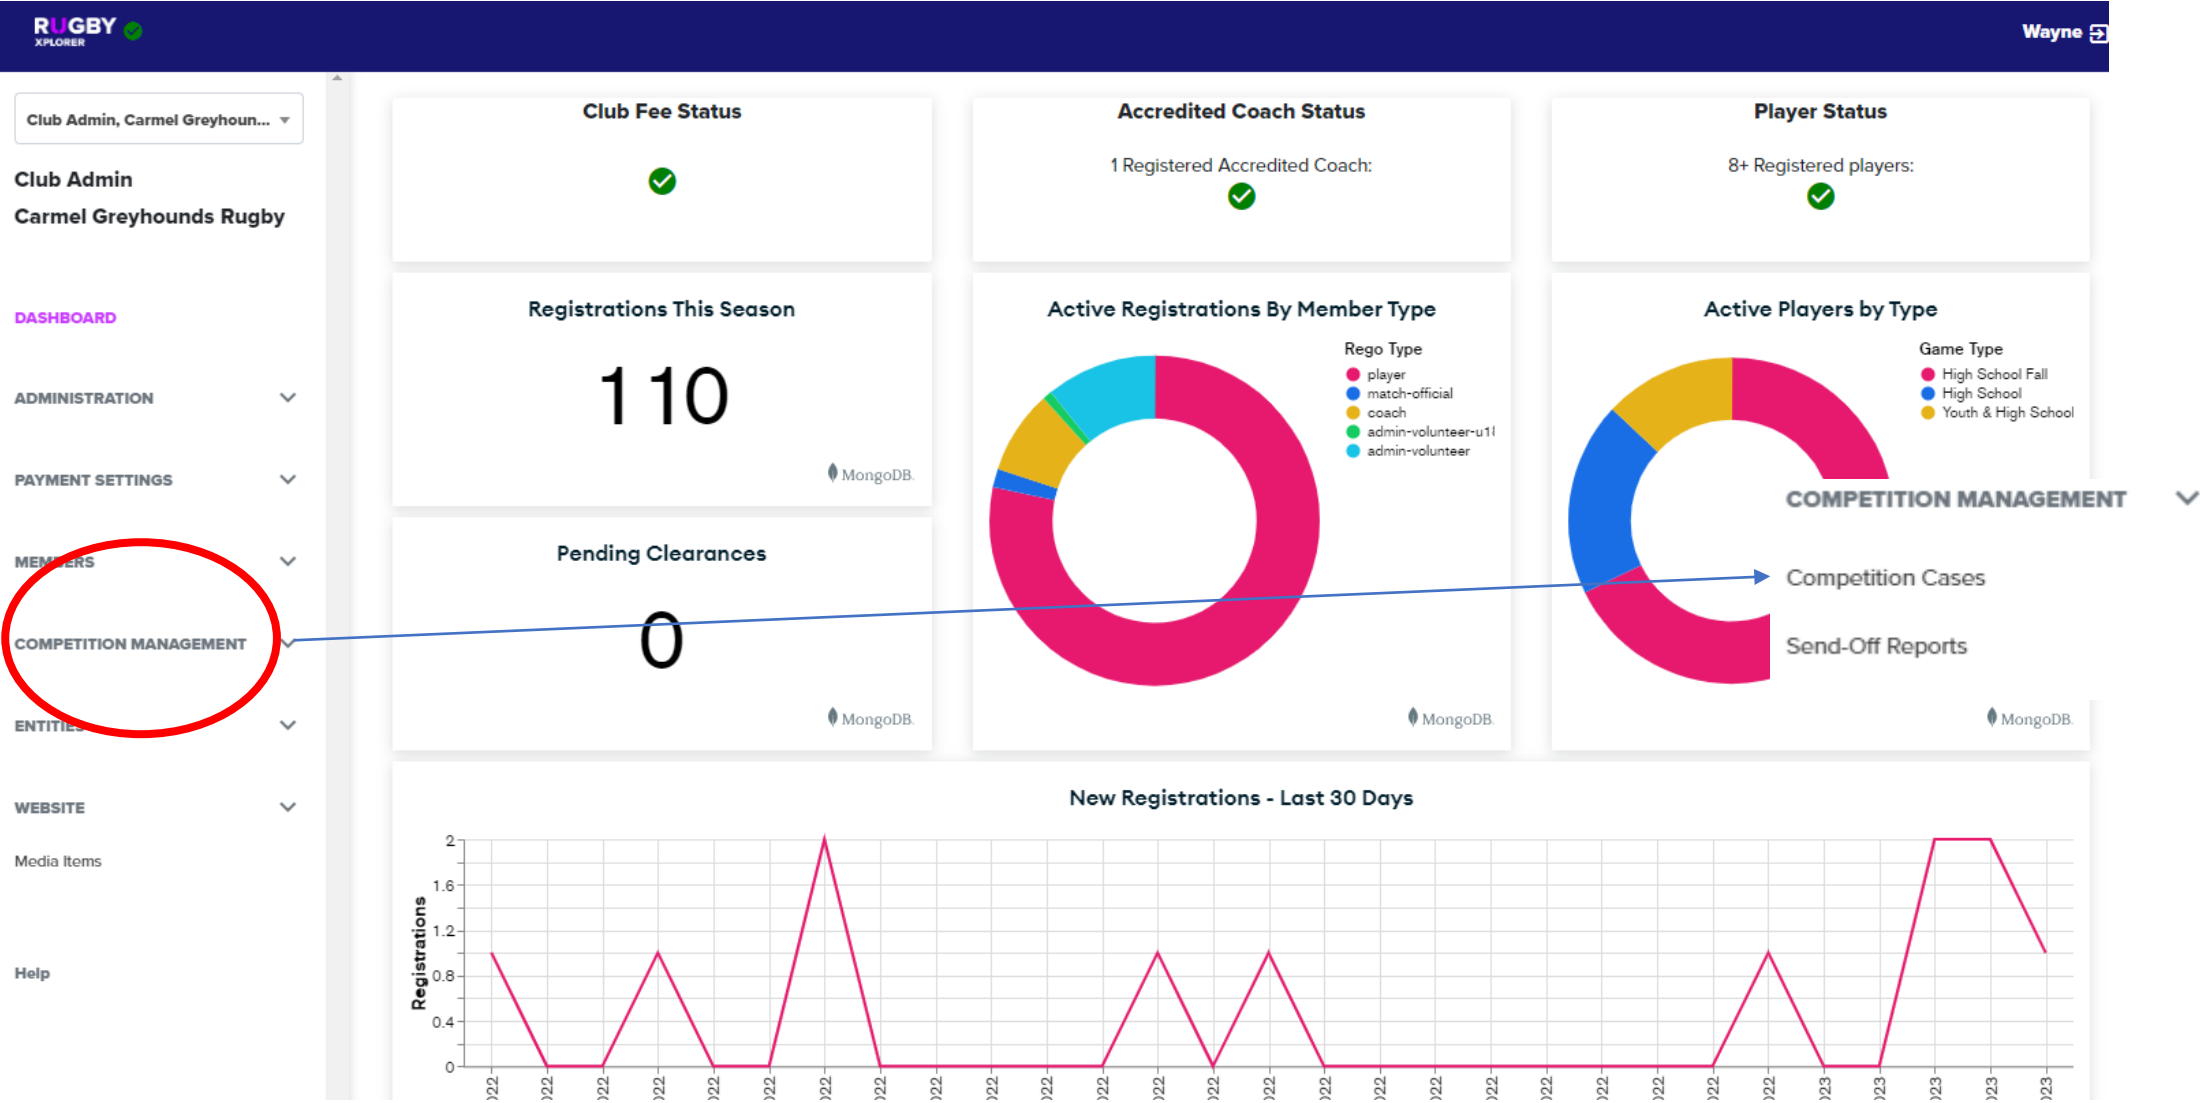 RUGBY
XPLORER
Wayne
Club Admin, Carmel Greyhoun...
Club Admin
Carmel Greyhounds Rugby
DASHBOARD
ADMINISTRATION
PAYMENT SETTINGS
MEMBERS
COMPETITION MANAGEMENT
ENTITIES
WEBSITE
Media Items
Help
Club Fee Status
Accredited Coach Status
1 Registered Accredited Coach:
Player Status
8+ Registered players:
Registrations This Season
110
MongoDB.
Active Registrations By Member Type
Rego Type
player
match-official
coach
admin-volunteer-u1
admin-volunteer
MongoDB.
Active Players by Type
Game Type
High School Fall
High School
Youth & High School
MongoDB.
COMPETITION MANAGEMENT
Competition Cases
Send-Off Reports
Pending Clearances
0
MongoDB.
New Registrations - Last 30 Days
Registrations
2
1.6
1.2
0.8
0.4
0